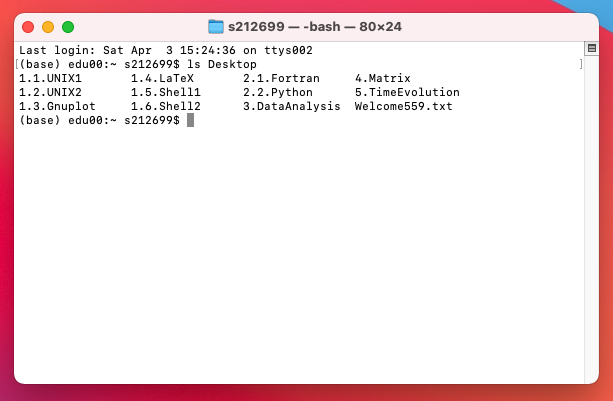 s212699 — -bash — 80×24
Last login: Sat Apr  3 15:24:36 on ttys002
[(base) edu00:~ s212699$ ls Desktop ]
1.1.UNIX1       1.4.LaTeX       2.1.Fortran     4.Matrix
1.2.UNIX2       1.5.Shell1      2.2.Python      5.TimeEvolution
1.3.Gnuplot     1.6.Shell2      3.DataAnalysis  Welcome559.txt
(base) edu00:~ s212699$